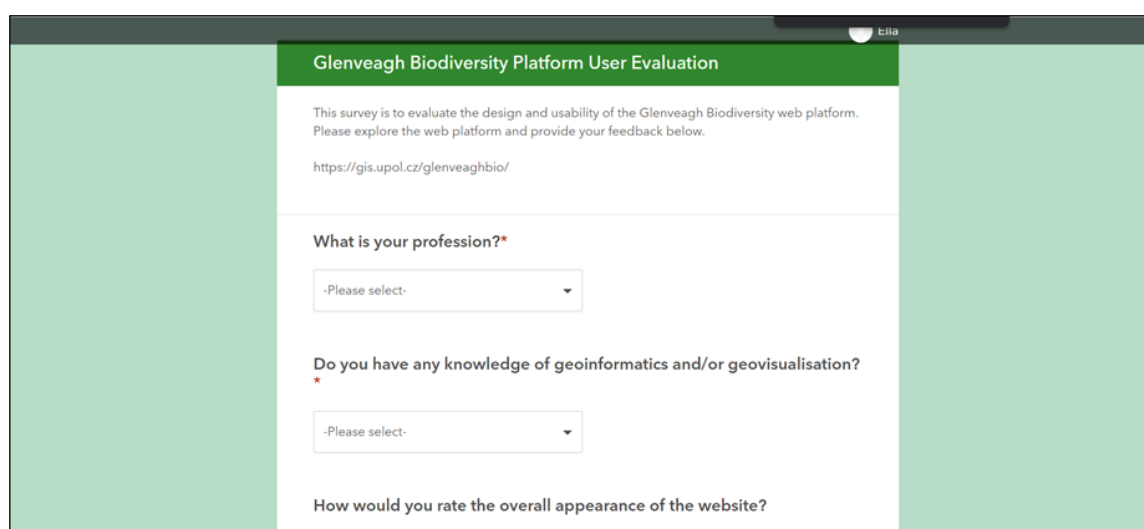 Ella
Glenveagh Biodiversity Platform User Evaluation
This survey is to evaluate the design and usability of the Glenveagh Biodiversity web platform.
Please explore the web platform and provide your feedback below.
https://gis.upol.cz/glenveaghbio/
What is your profession?*
-Please select-
Do you have any knowledge of geoinformatics and/or geovisualisation?
*
-Please select-
How would you rate the overall appearance of the website?